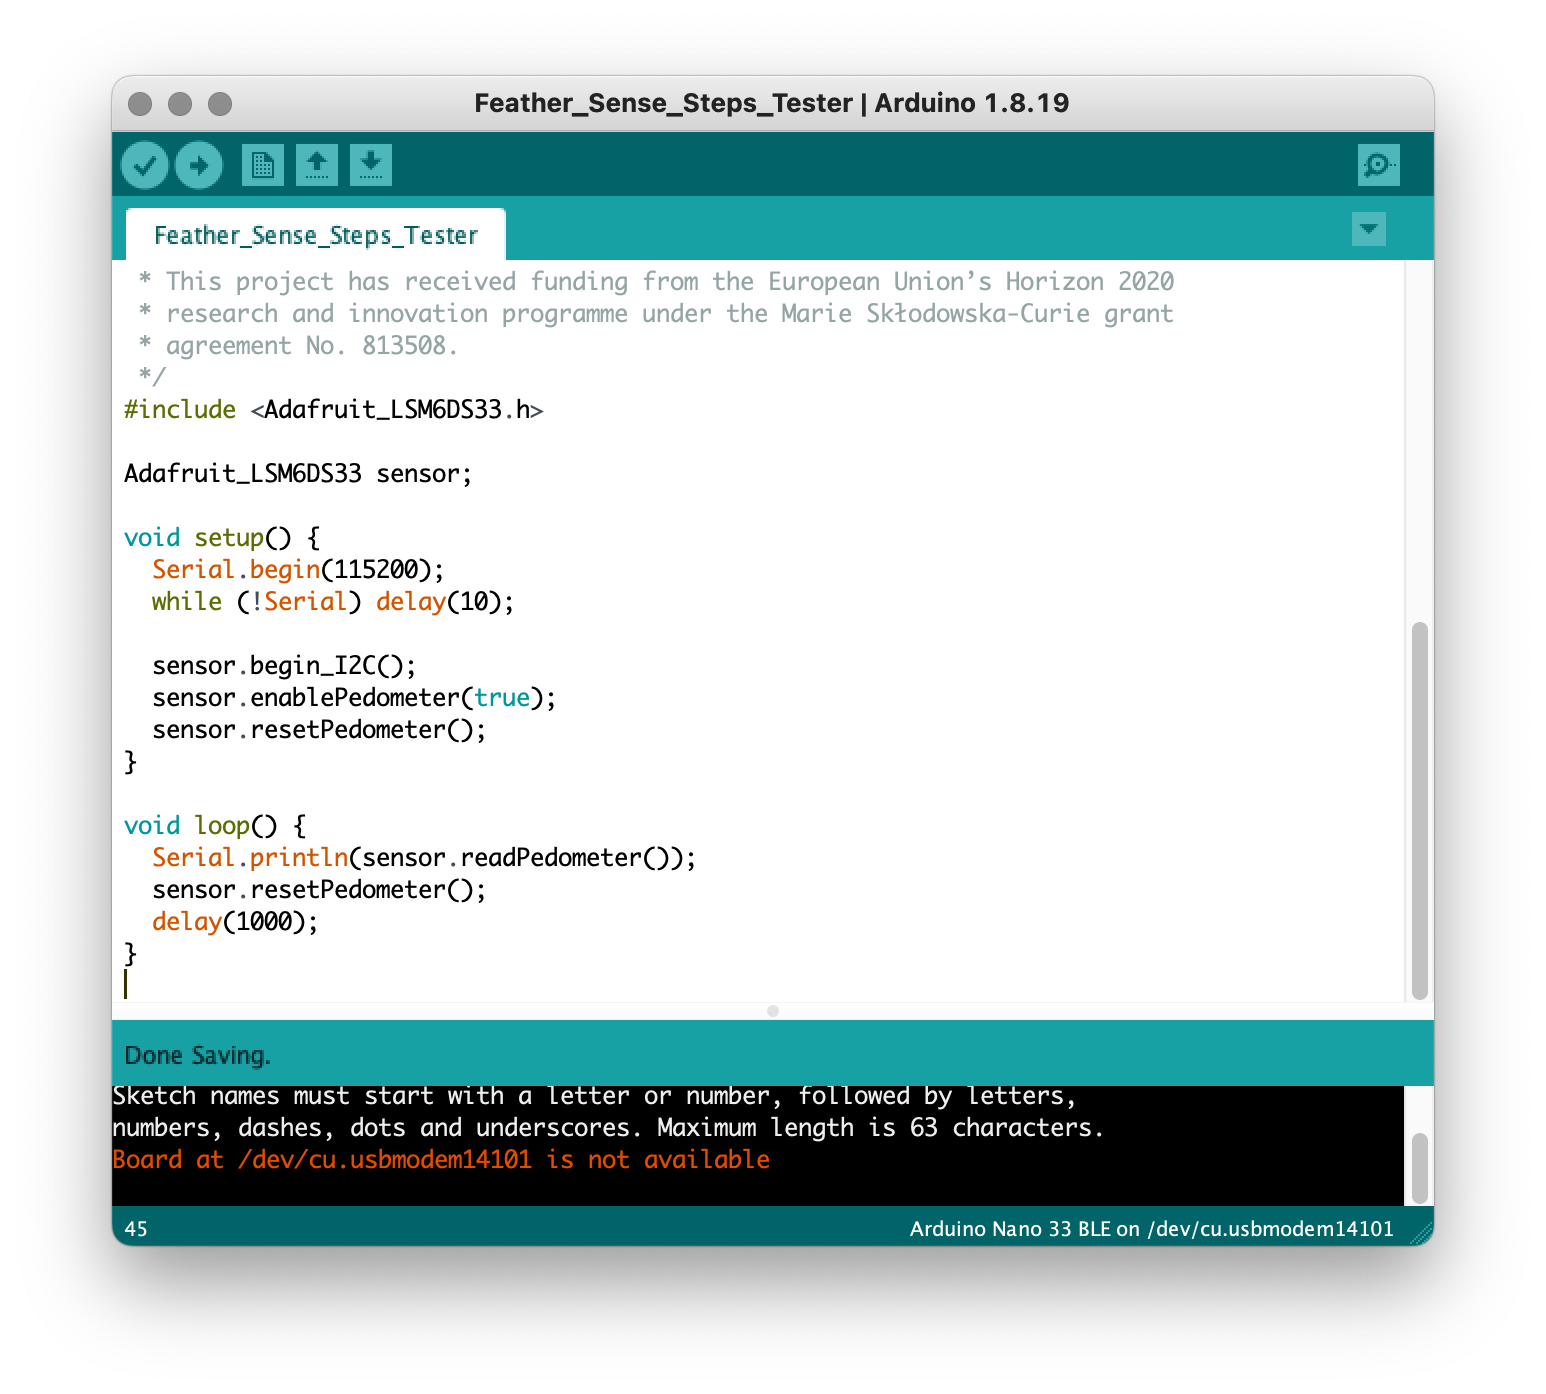 Feather_Sense_Steps_Tester | Arduino 1.8.19
Feather_Sense_Steps_Tester
* This project has received funding from the European Union’s Horizon 2020
* research and innovation programme under the Marie Skłodowska-Curie grant
* agreement No. 813508.
*/
#include <Adafruit_LSM6DS33.h>
Adafruit_LSM6DS33 sensor;
void setup() {
Serial.begin(115200);
while (!Serial) delay(10);
sensor.begin_I2C();
sensor.enablePedometer(true);
sensor.resetPedometer();
}
void loop() {
Serial.println(sensor.readPedometer());
sensor.resetPedometer();
delay(1000);
}
Done Saving.
Sketch names must start with a letter or number, followed by letters,
numbers, dashes, dots and underscores. Maximum length is 63 characters.
Board at /dev/cu.usbmodem14101 is not available
45 Arduino Nano 33 BLE on /dev/cu.usbmodem14101